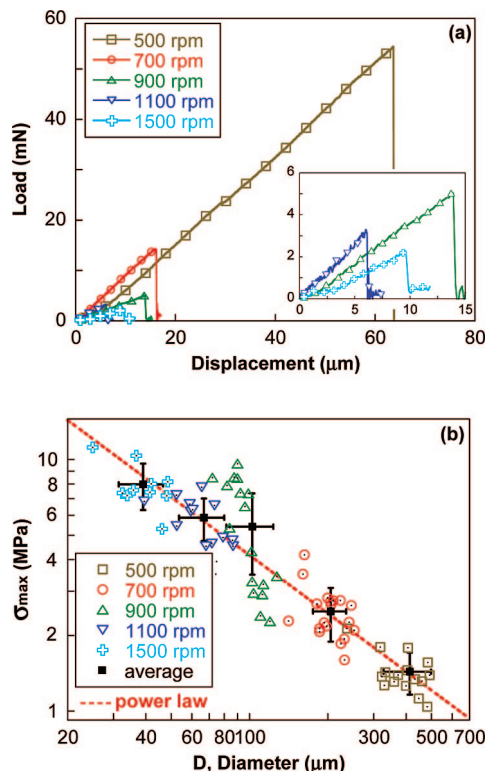 (a)
60
40
20
0
Load (mN)
500 rpm
700 rpm
900 rpm
1100 rpm
1500 rpm
6
4
2
0
0 5 10 15
0 20 40 60 80
Displacement (μm)
(b)
10
8
6
4
2
1
σmax (MPa)
500 rpm
700 rpm
900 rpm
1100 rpm
1500 rpm
average
power law
20 40 60 80 100 300 500 700
D, Diameter (μm)